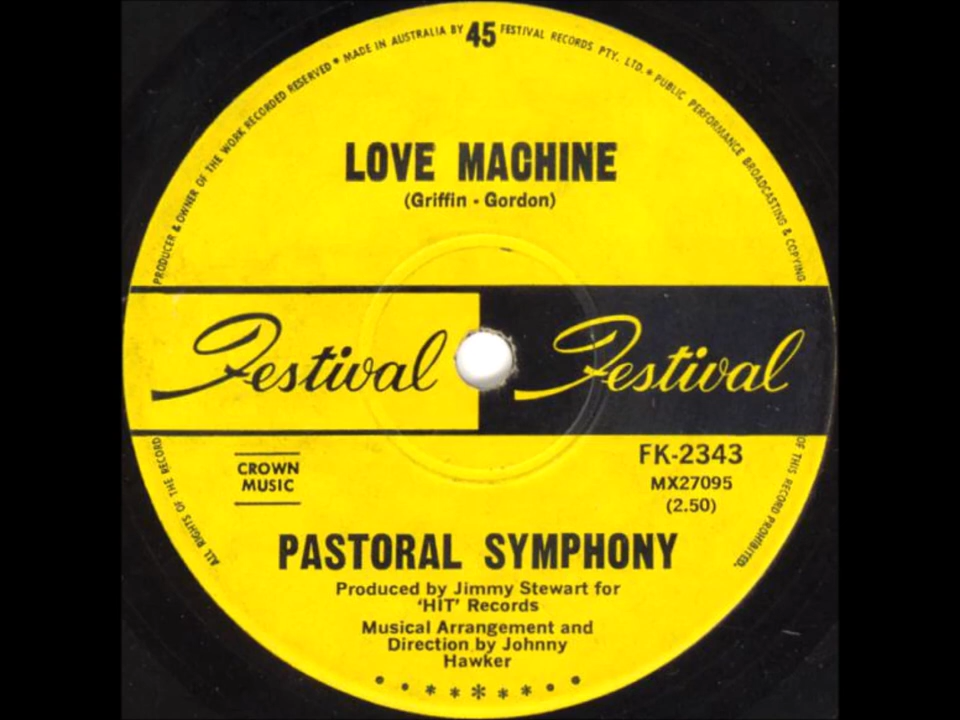 ALL RIGHTS OF THE RECORD PRODUCER & OWNER OF THE WORK RECORDED RESERVED * MADE IN AUSTRALIA BY 45 FESTIVAL RECORDS PTY. LTD. * PUBLIC PERFORMANCE BROADCASTING & COPYING OF THIS RECORD PROHIBITED.
LOVE MACHINE
(Griffin - Gordon)
Festival Festival
CROWN
MUSIC
FK-2343
MX27095
(2.50)
PASTORAL SYMPHONY
Produced by Jimmy Stewart for
'HIT' Records
Musical Arrangement and
Direction by Johnny
Hawker